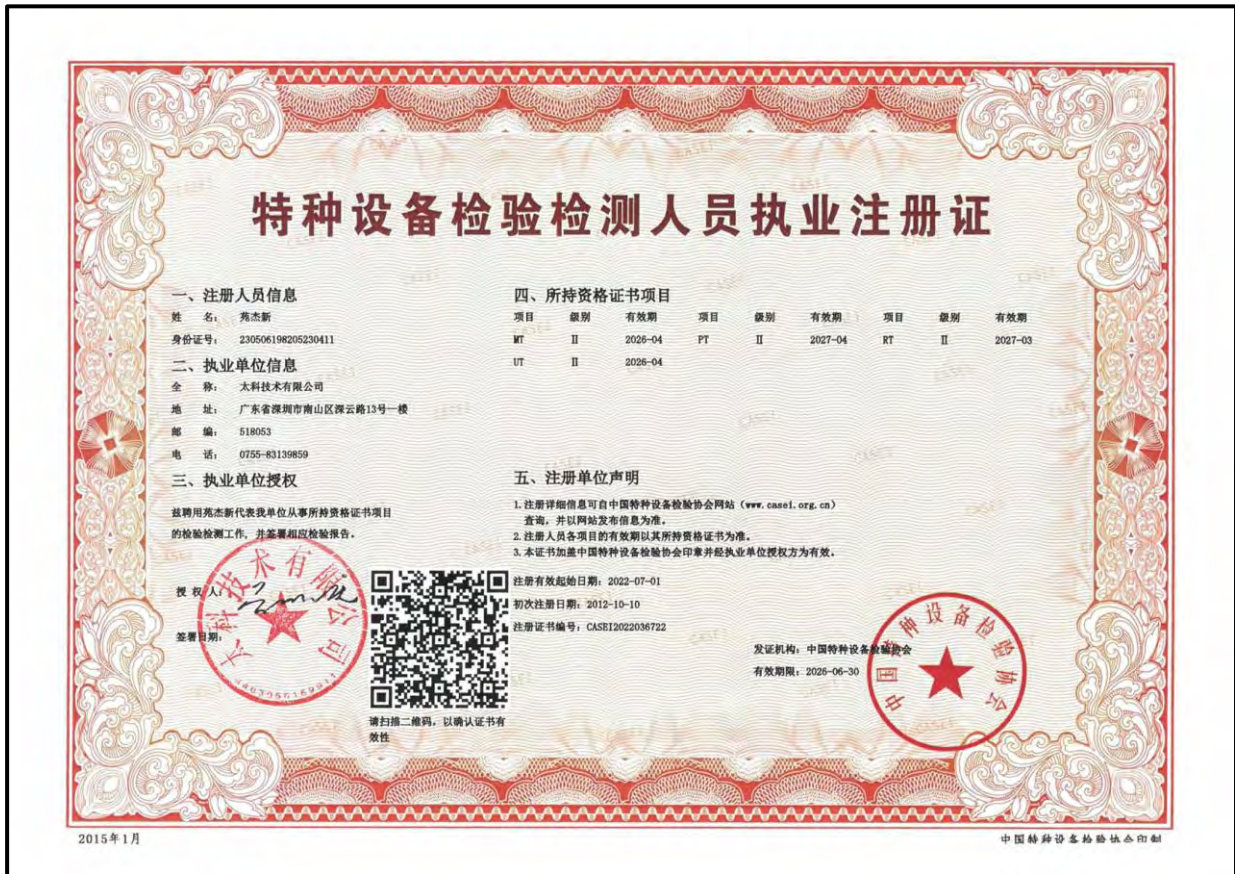 特种设备检验检测人员执业注册证
一、注册人员信息
姓 名: 苑杰新
身份证号: 230506198205230411
二、执业单位信息
全 称: 太科技术有限公司
地 址: 广东省深圳市南山区深云路13号一楼
邮 编: 518053
电 话: 0755-83139859
三、执业单位授权
兹聘用苑杰新代表我单位从事所持资格证书项目
的检验检测工作, 并签署相应检验报告。
授 权 人:
签署日期:
太科技术有限公司
请扫描二维码, 以确认证书有
效性
四、所持资格证书项目
项目 级别 有效期 项目 级别 有效期 项目 级别 有效期
MT II 2026-04 PT II 2027-04 RT II 2027-03
UT II 2026-04
五、注册单位声明
1. 注册详细信息可自中国特种设备检验协会网站 (www.casei.org.cn)
查询, 并以网站发布信息为准。
2. 注册人员各项目的有效期以其所持资格证书为准。
3. 本证书加盖中国特种设备检验协会印章并经执业单位授权方为有效。
注册有效起始日期: 2022-07-01
初次注册日期: 2012-10-10
注册证书编号: CASEI2022036722
发证机构: 中国特种设备检验协会
有效期限: 2026-06-30
中国特种设备检验协会
2015年1月
中国特种设备检验协会印制